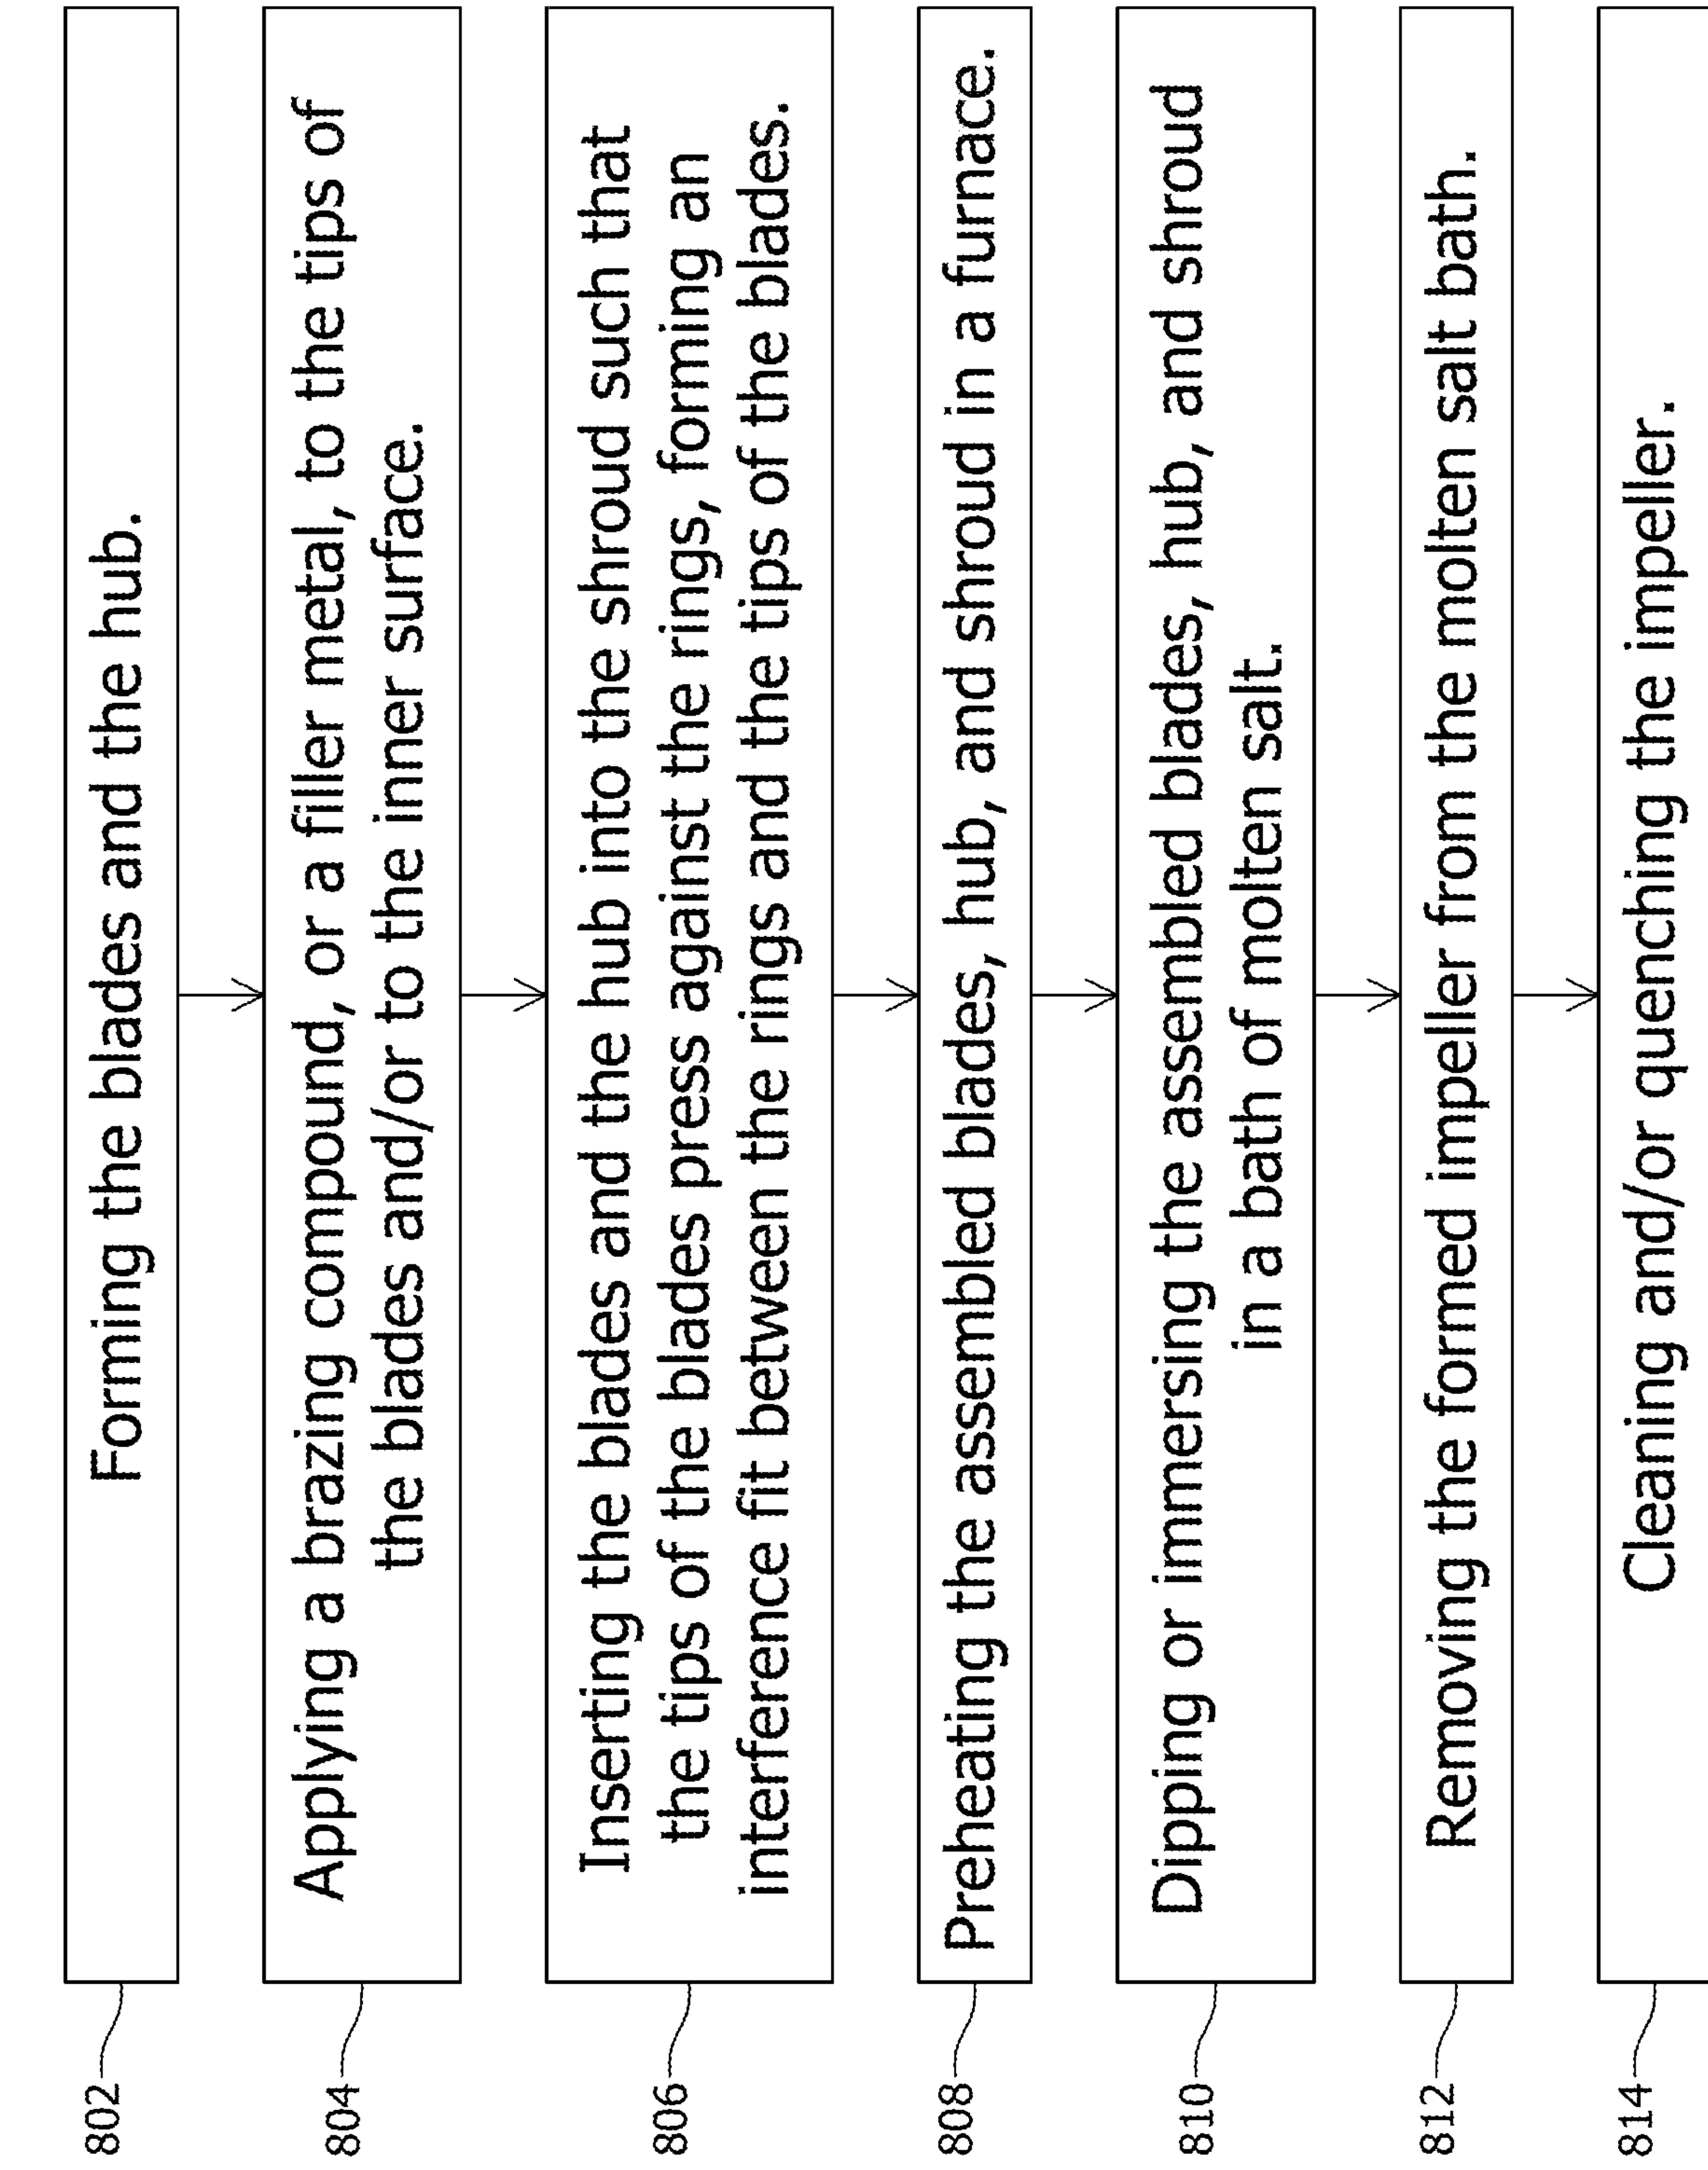 802
Forming the blades and the hub.
804
Applying a brazing compound, or a filler metal, to the tips of
the blades and/or to the inner surface.
806
Inserting the blades and the hub into the shroud such that
the tips of the blades press against the rings, forming an
interference fit between the rings and the tips of the blades.
808
Preheating the assembled blades, hub, and shroud in a furnace.
810
Dipping or immersing the assembled blades, hub, and shroud
in a bath of molten salt.
812
Removing the formed impeller from the molten salt bath.
814
Cleaning and/or quenching the impeller.